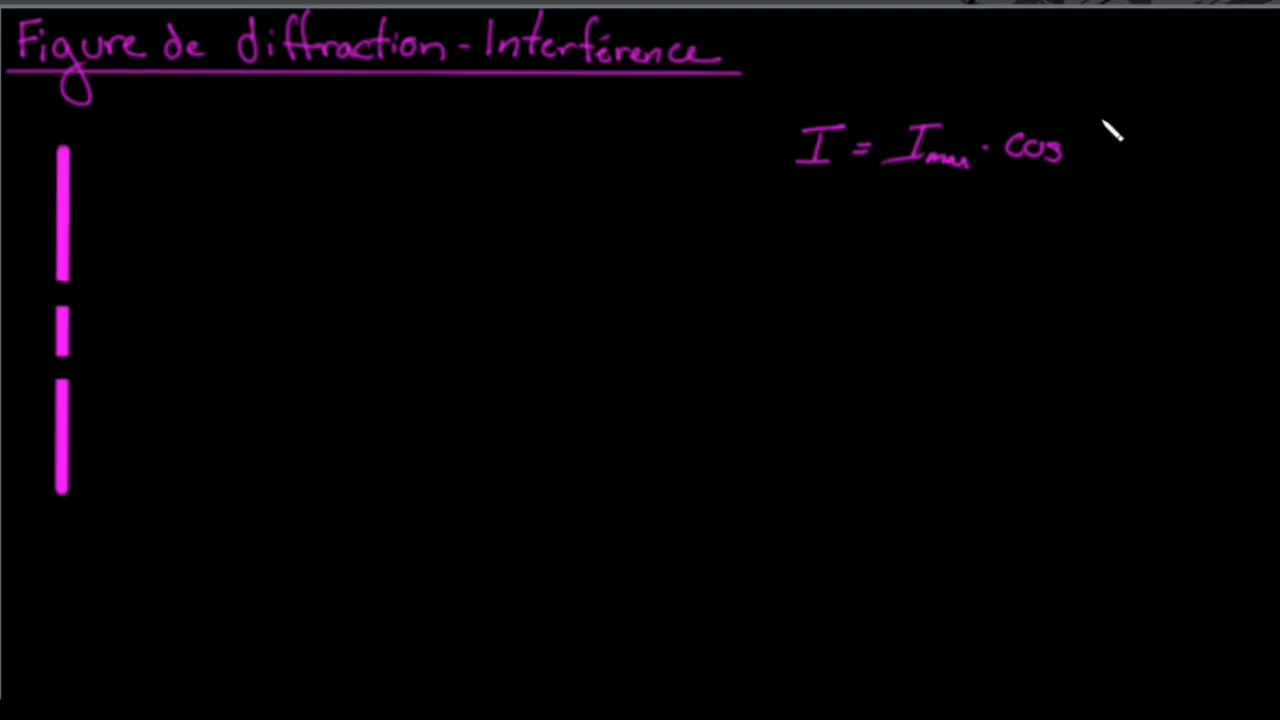 Figure de diffraction - Interférence
I = Imax · cos